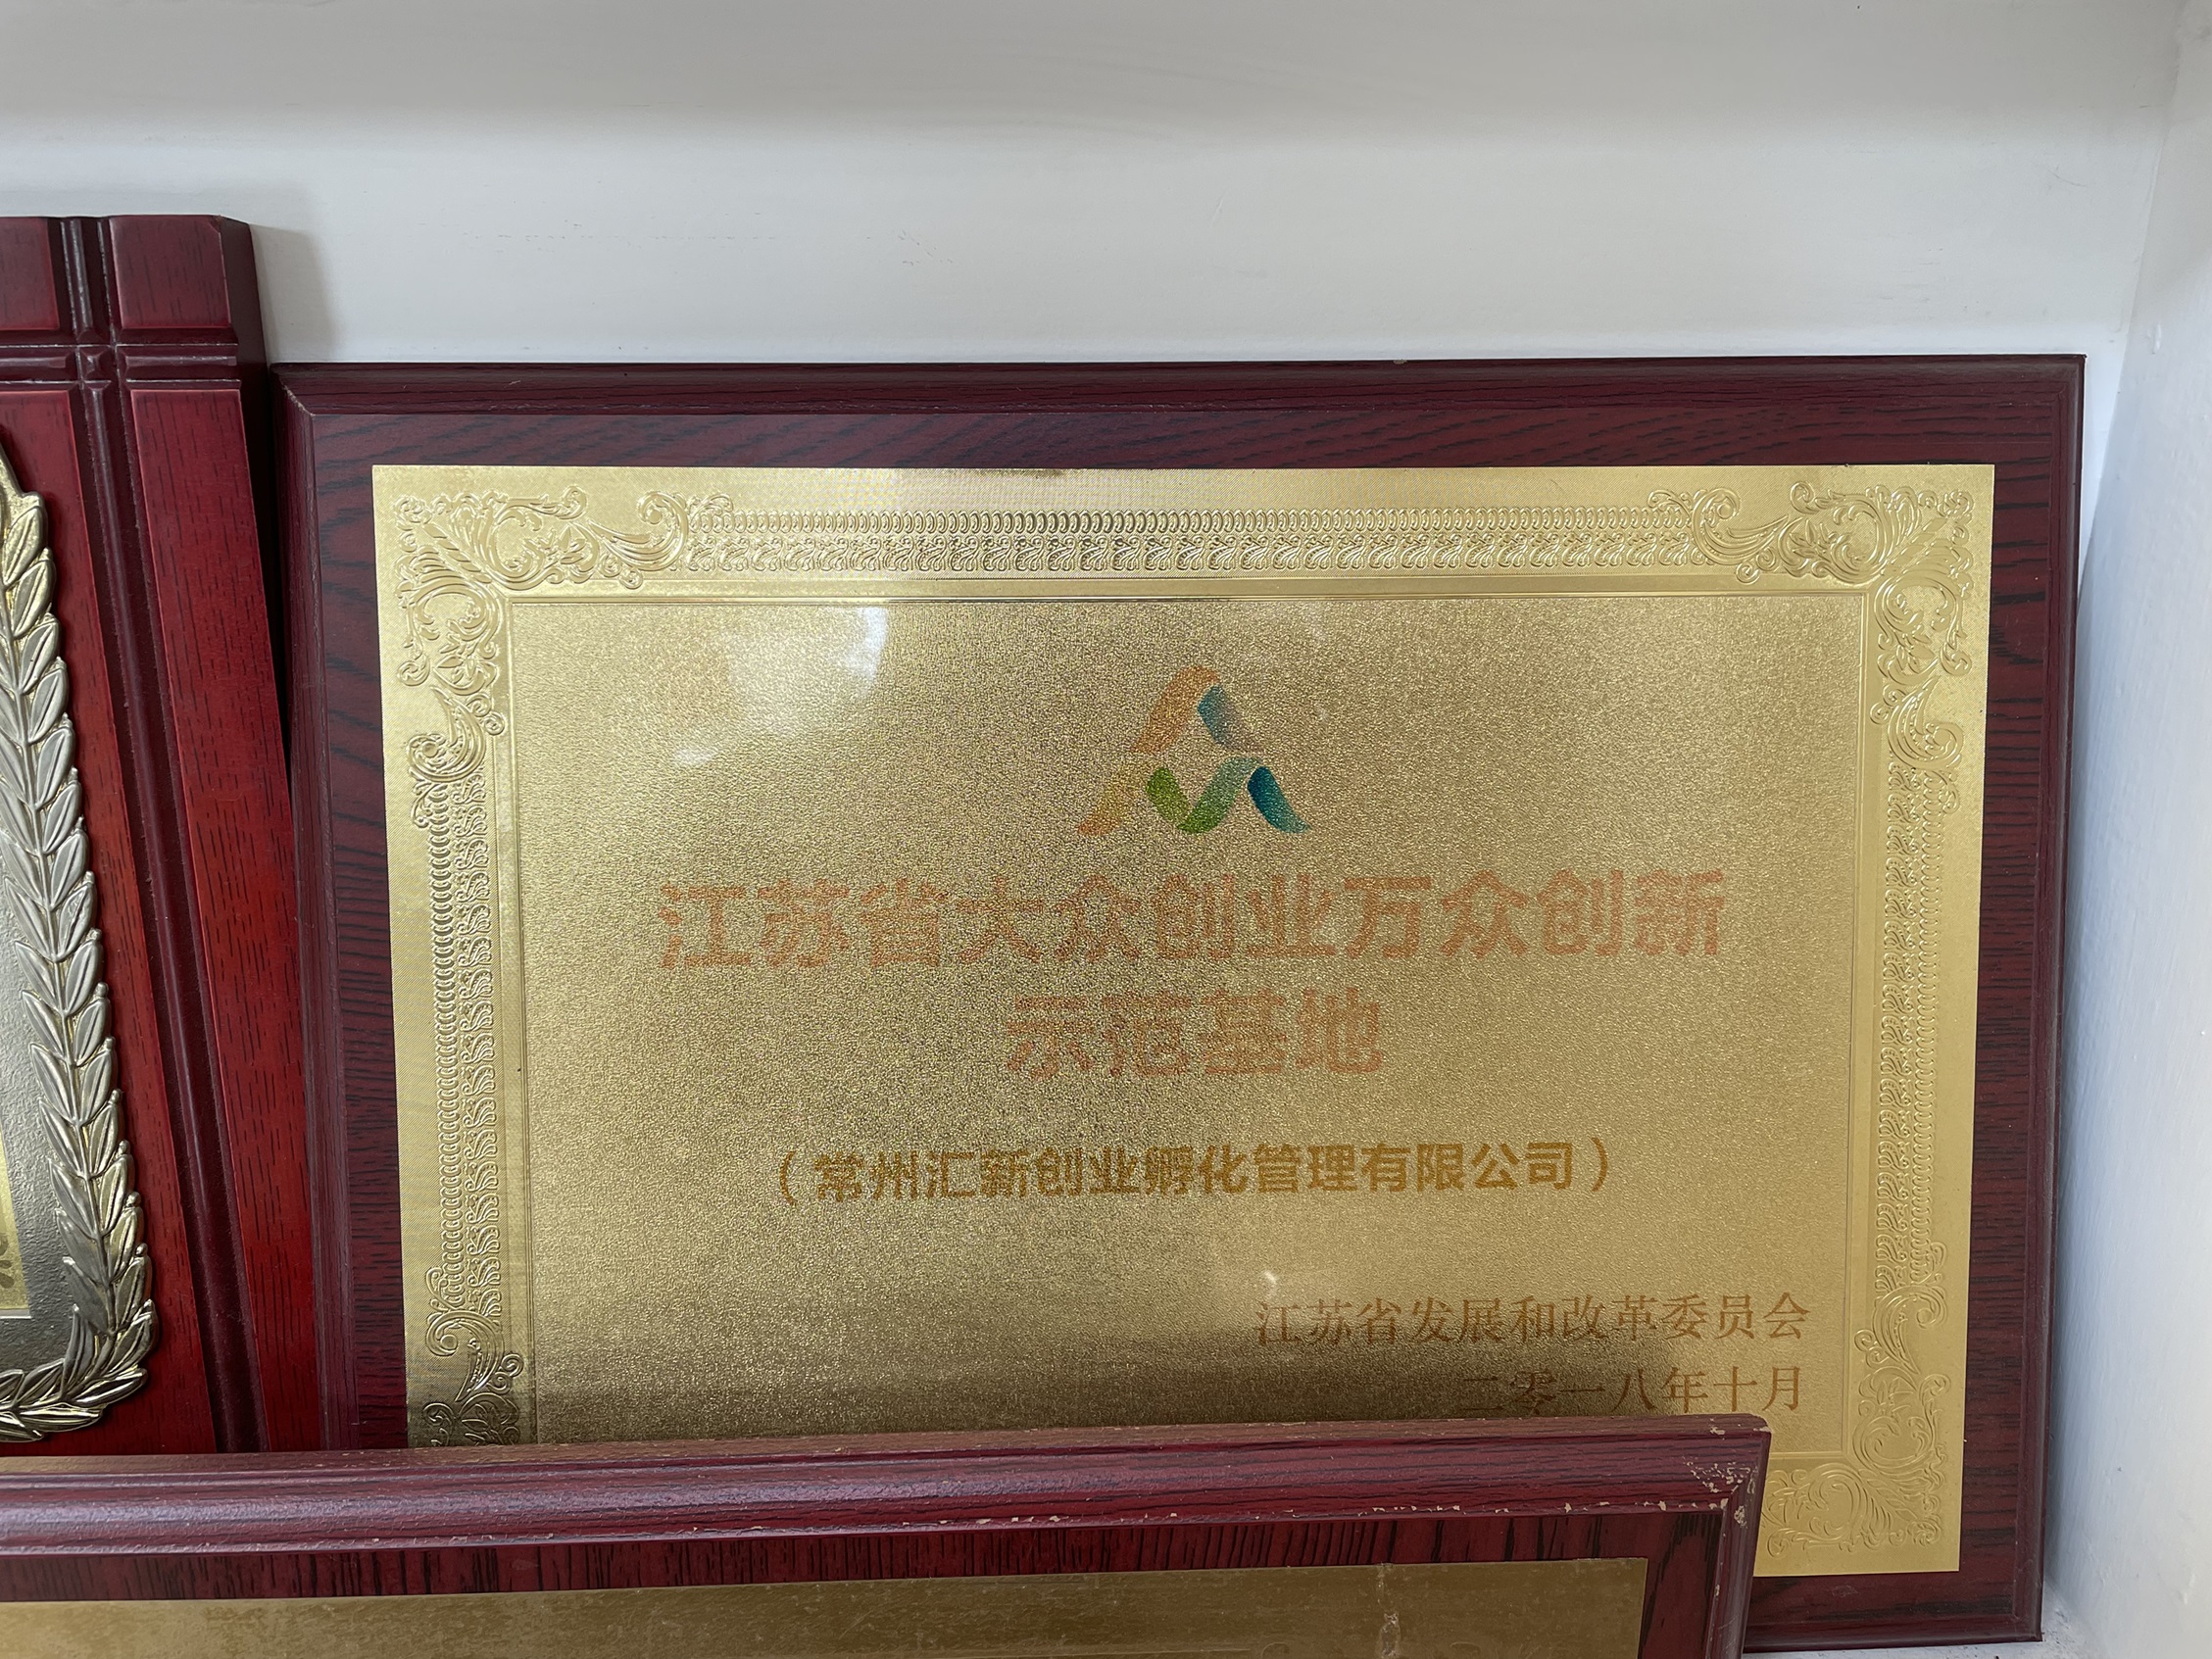 江苏省大众创业万众创新
示范基地
（常州汇新创业孵化管理有限公司）
江苏省发展和改革委员会
二零一八年十月